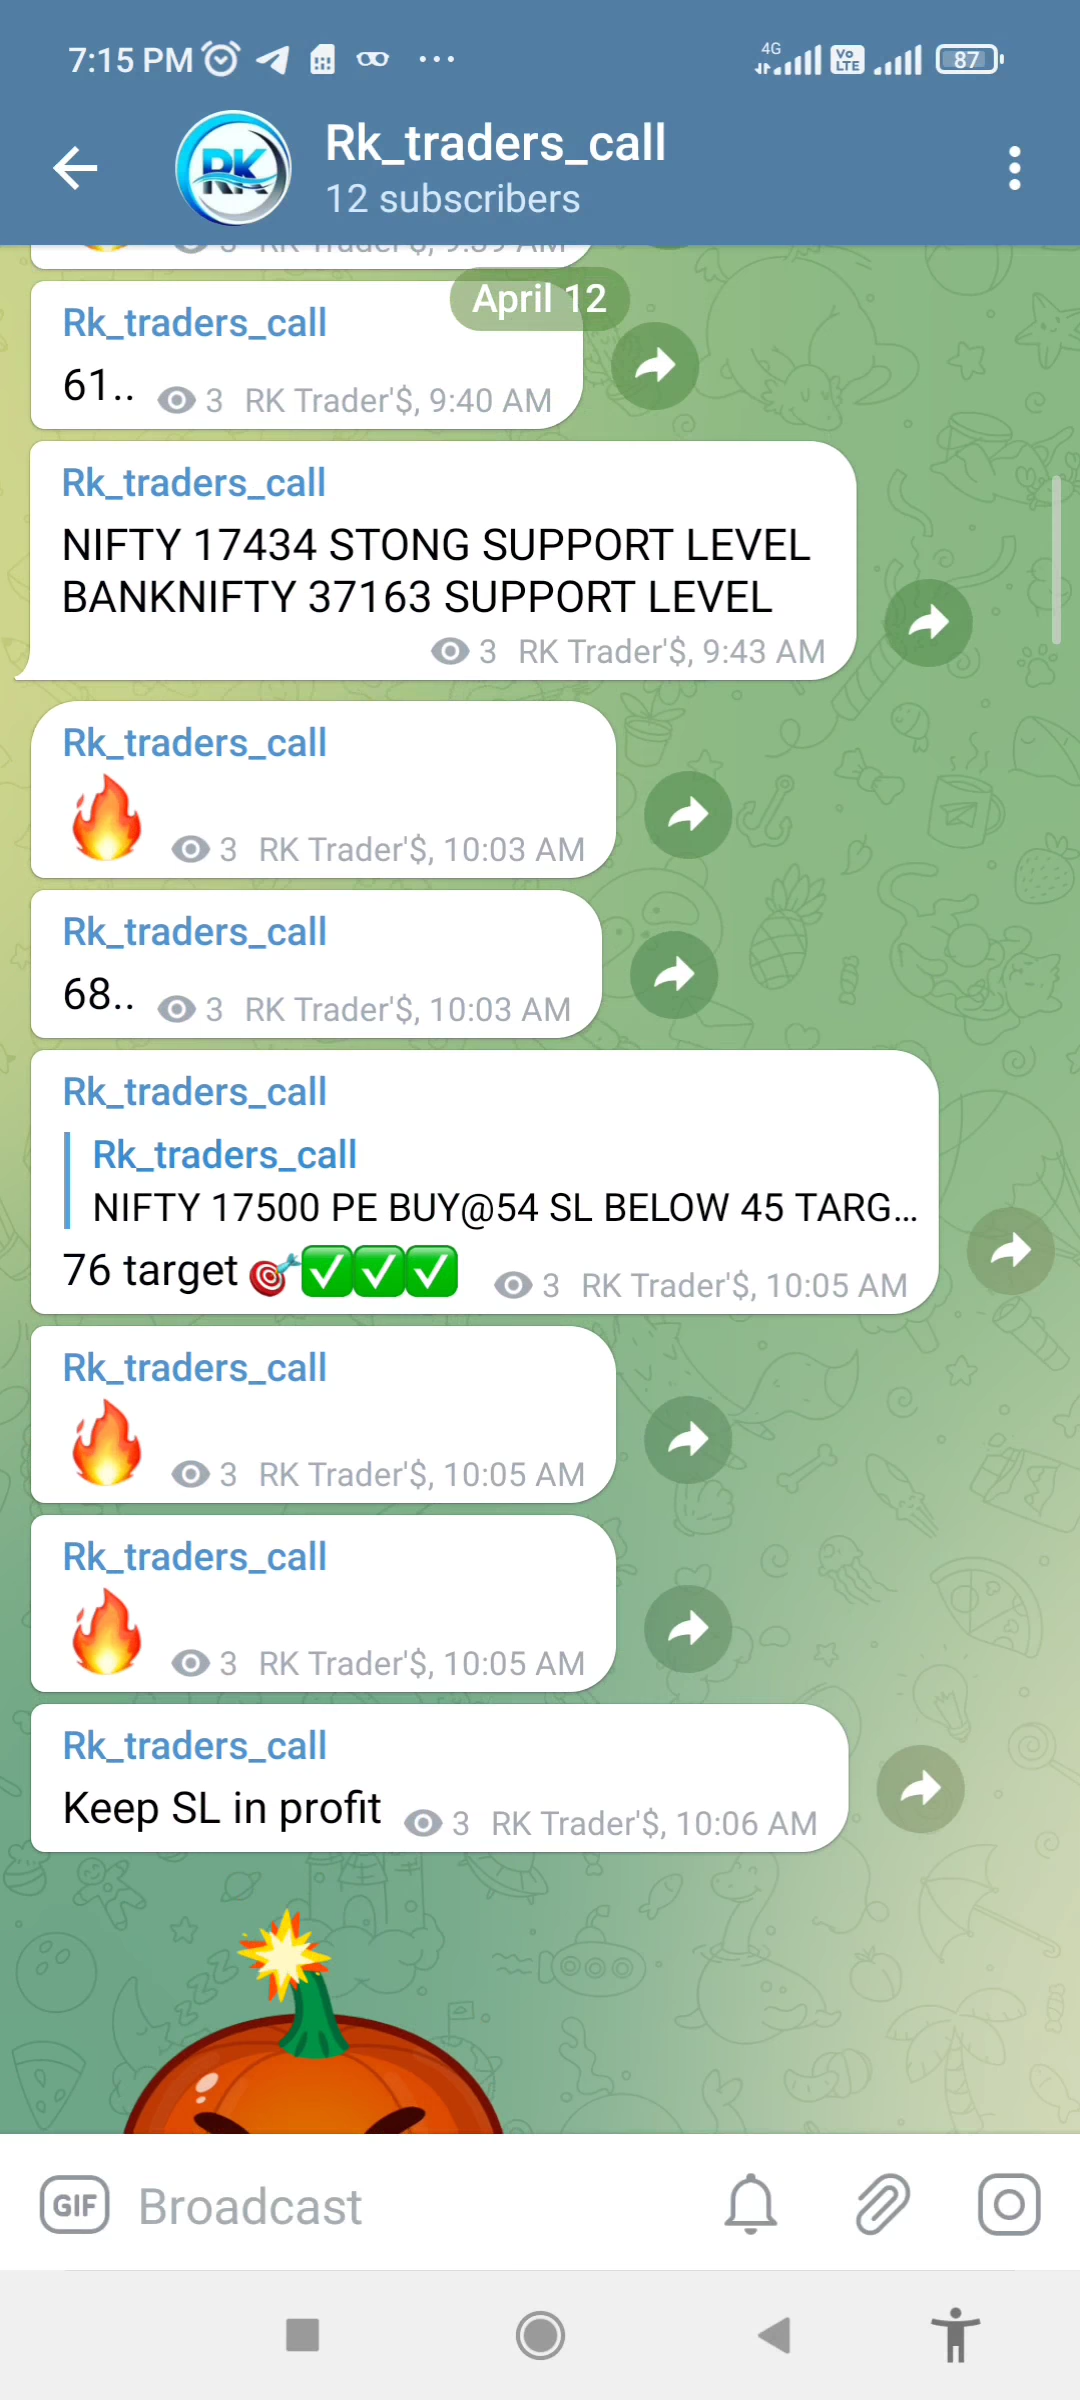 7:15 PM
4G
Vo
LTE
87
RK
Rk_traders_call
12 subscribers
April 12
Rk_traders_call
61.. 3 RK Trader'$, 9:40 AM
Rk_traders_call
NIFTY 17434 STONG SUPPORT LEVEL
BANKNIFTY 37163 SUPPORT LEVEL
3 RK Trader'$, 9:43 AM
Rk_traders_call
3 RK Trader'$, 10:03 AM
Rk_traders_call
68.. 3 RK Trader'$, 10:03 AM
Rk_traders_call
Rk_traders_call
NIFTY 17500 PE BUY@54 SL BELOW 45 TARG...
76 target 🎯✅✅✅ 3 RK Trader'$, 10:05 AM
Rk_traders_call
3 RK Trader'$, 10:05 AM
Rk_traders_call
3 RK Trader'$, 10:05 AM
Rk_traders_call
Keep SL in profit 3 RK Trader'$, 10:06 AM
GIF Broadcast